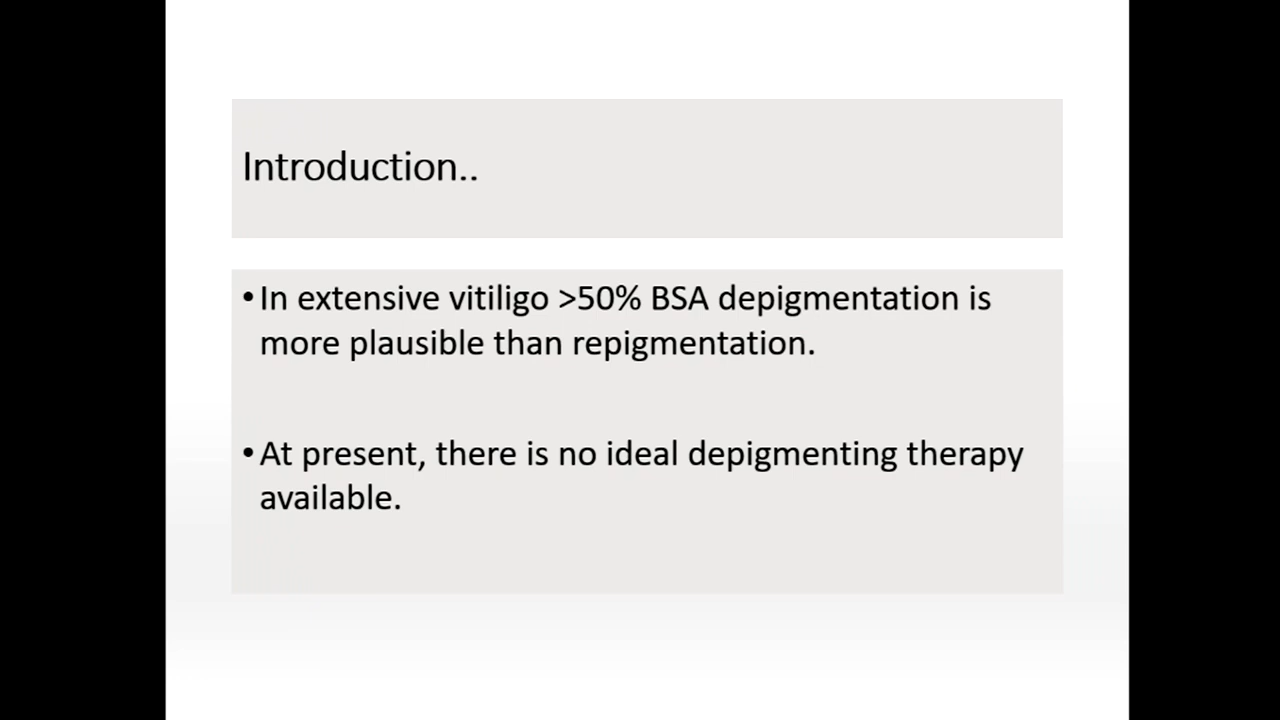 Introduction..
•In extensive vitiligo >50% BSA depigmentation is
more plausible than repigmentation.
•At present, there is no ideal depigmenting therapy
available.